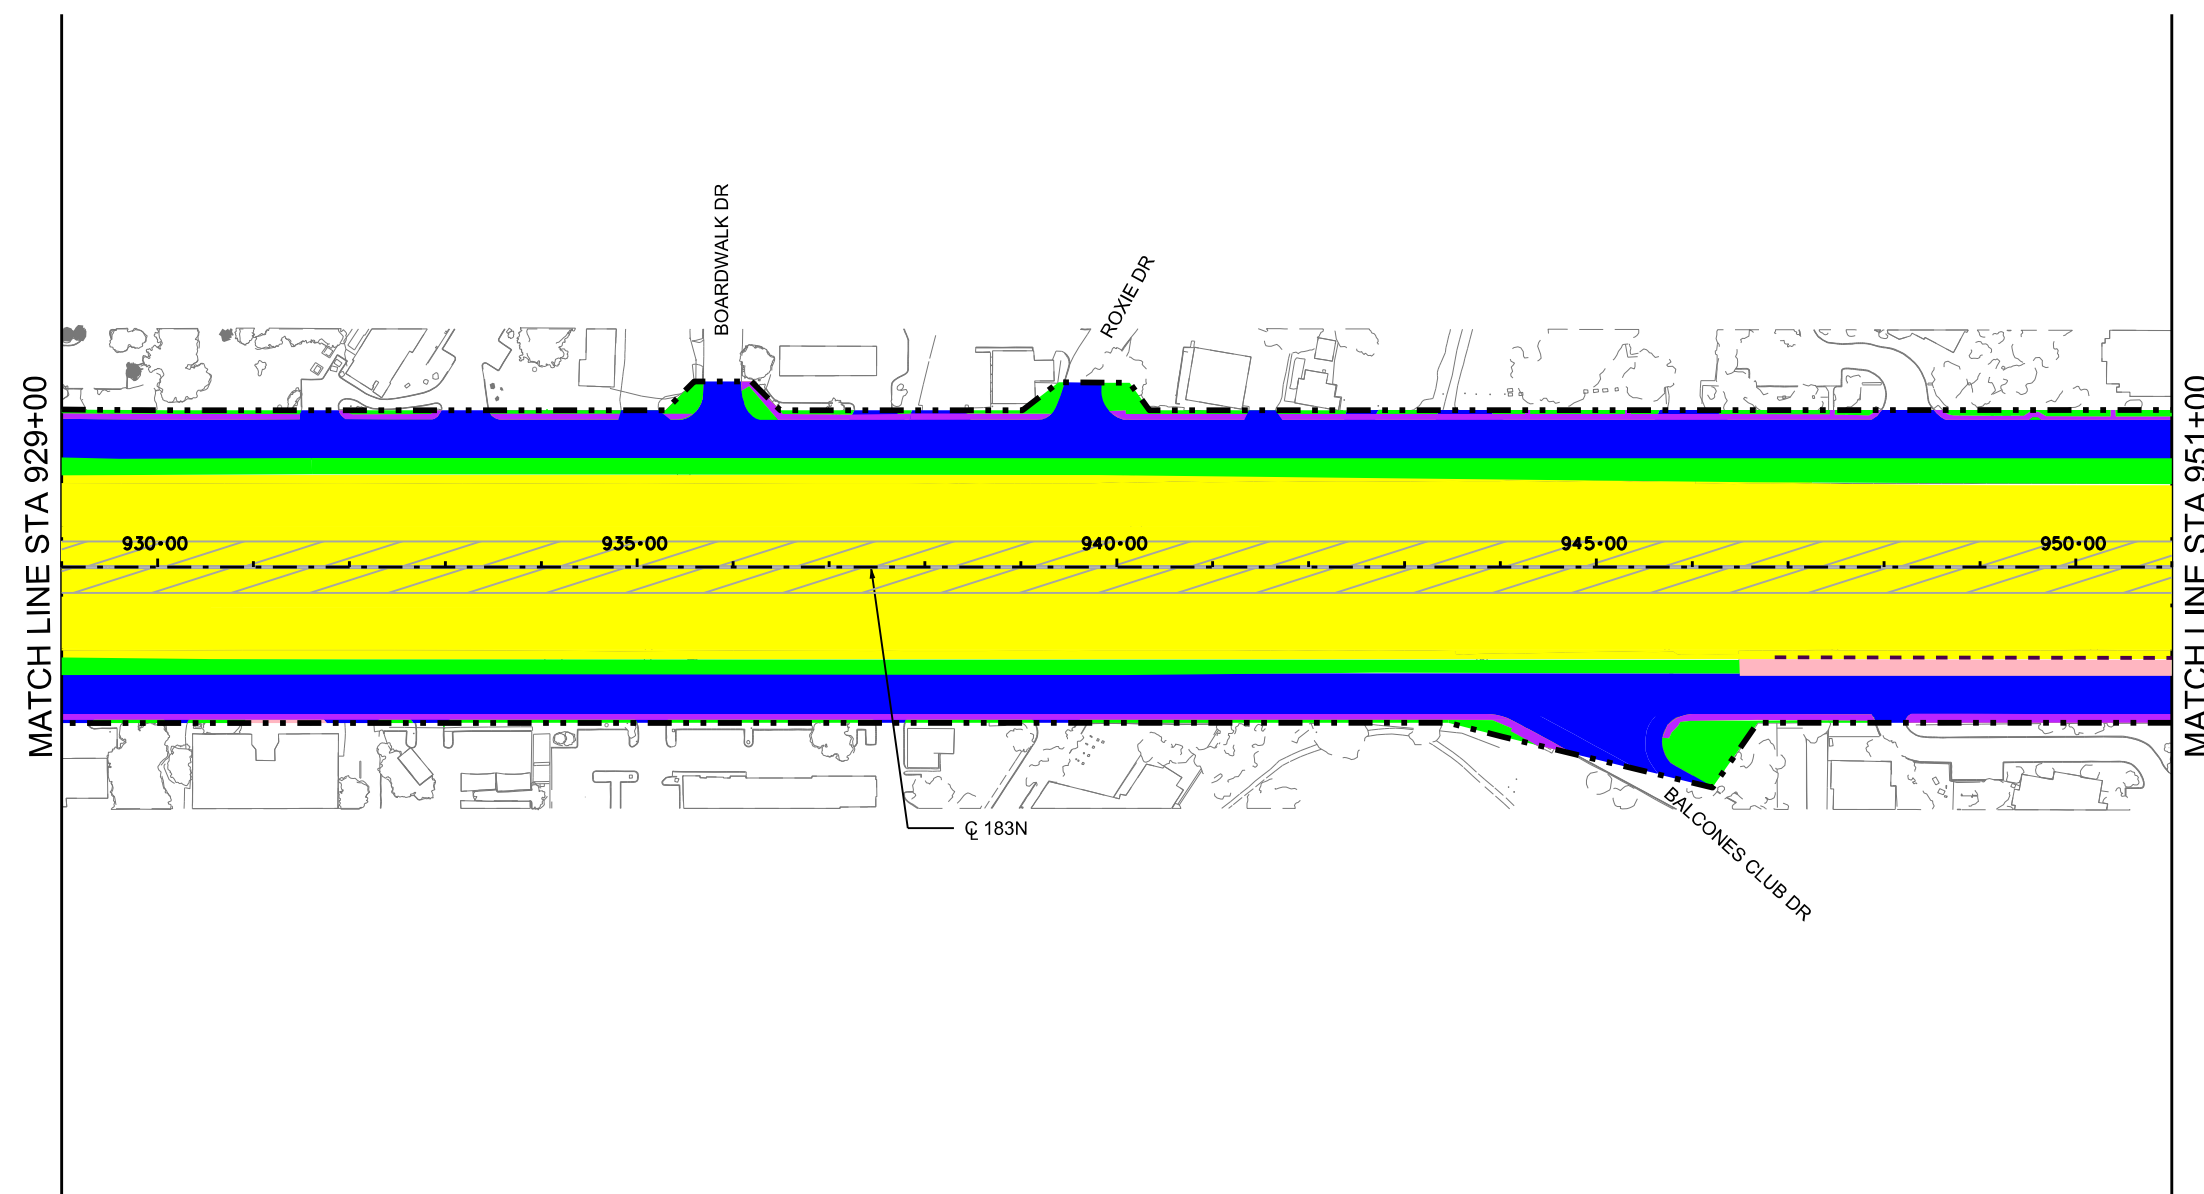 BOARDWALK DR
ROXIE DR
MATCH LINE STA 929+00
MATCH LINE STA 951+00
930+00
935+00
940+00
945+00
950+00
℄ 183N
BALCONES CLUB DR